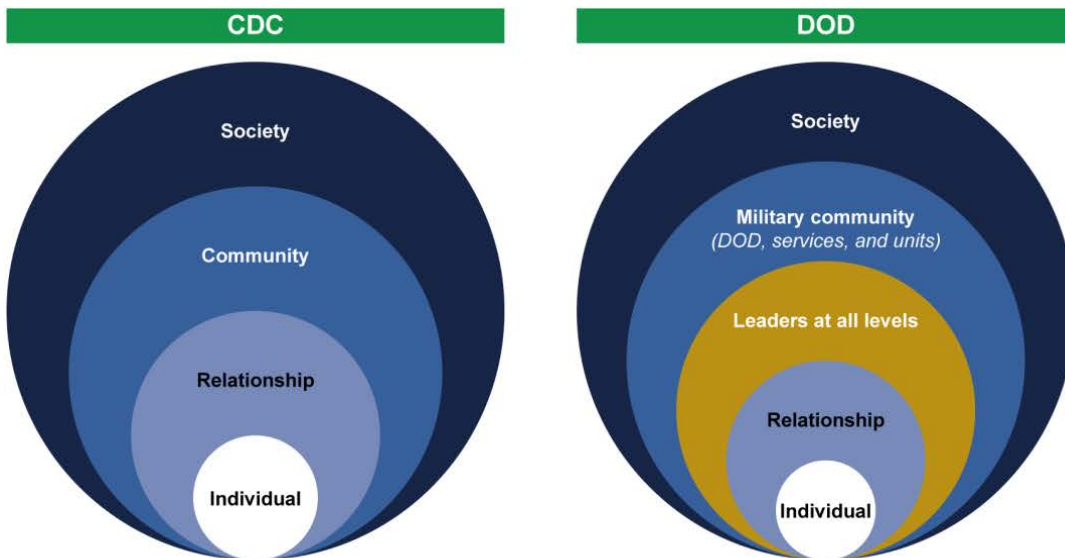 CDC
Society
Community
Relationship
Individual
DOD
Society
Military community
(DOD, services, and units)
Leaders at all levels
Relationship
Individual